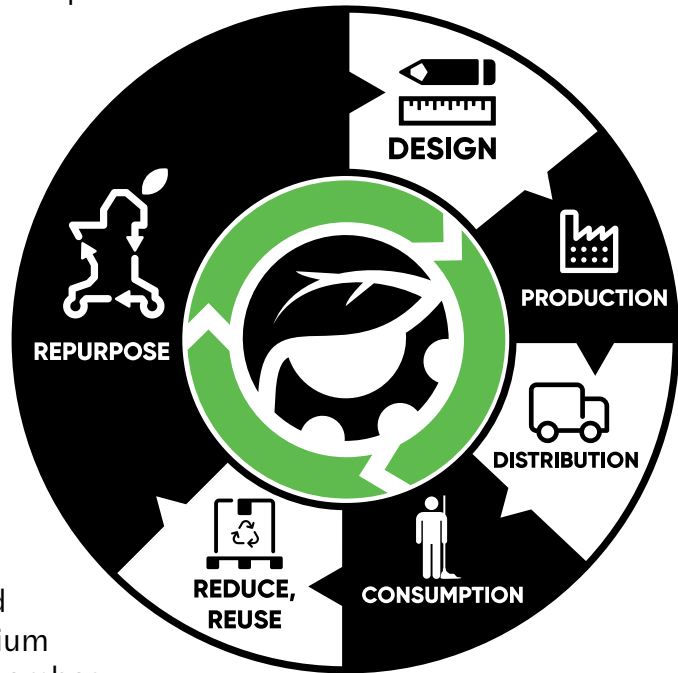 DESIGN
PRODUCTION
DISTRIBUTION
CONSUMPTION
REDUCE,
REUSE
REPURPOSE